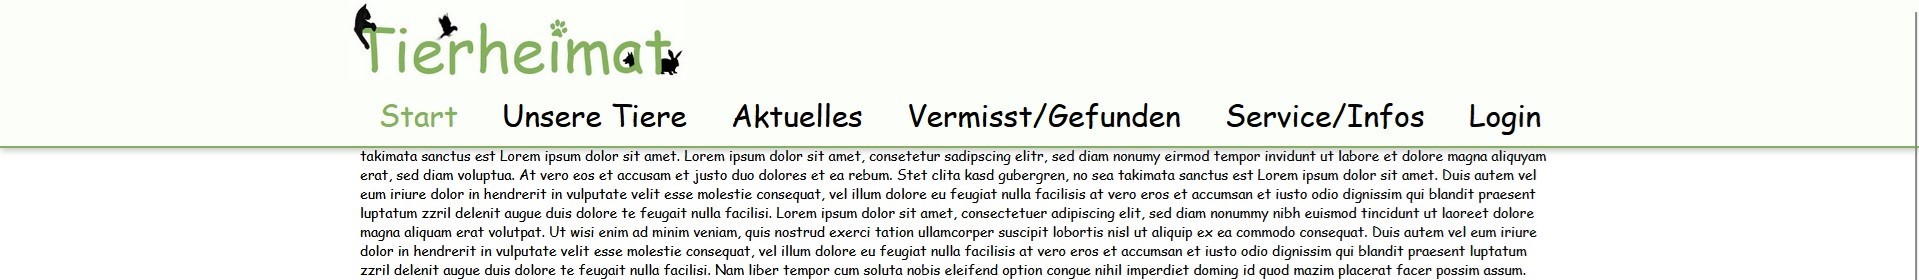 Tierheimat
Start Unsere Tiere Aktuelles Vermisst/Gefunden Service/Infos Login
takimata sanctus est Lorem ipsum dolor sit amet. Lorem ipsum dolor sit amet, consetetur sadipscing elitr, sed diam nonumy eirmod tempor invidunt ut labore et dolore magna aliquyam
erat, sed diam voluptua. At vero eos et accusam et justo duo dolores et ea rebum. Stet clita kasd gubergren, no sea takimata sanctus est Lorem ipsum dolor sit amet. Duis autem vel
eum iriure dolor in hendrerit in vulputate velit esse molestie consequat, vel illum dolore eu feugiat nulla facilisis at vero eros et accumsan et iusto odio dignissim qui blandit praesent
luptatum zzril delenit augue duis dolore te feugait nulla facilisi. Lorem ipsum dolor sit amet, consectetuer adipiscing elit, sed diam nonummy nibh euismod tincidunt ut laoreet dolore
magna aliquam erat volutpat. Ut wisi enim ad minim veniam, quis nostrud exerci tation ullamcorper suscipit lobortis nisl ut aliquip ex ea commodo consequat. Duis autem vel eum iriure
dolor in hendrerit in vulputate velit esse molestie consequat, vel illum dolore eu feugiat nulla facilisis at vero eros et accumsan et iusto odio dignissim qui blandit praesent luptatum
zzril delenit augue duis dolore te feugait nulla facilisi. Nam liber tempor cum soluta nobis eleifend option congue nihil imperdiet doming id quod mazim placerat facer possim assum.